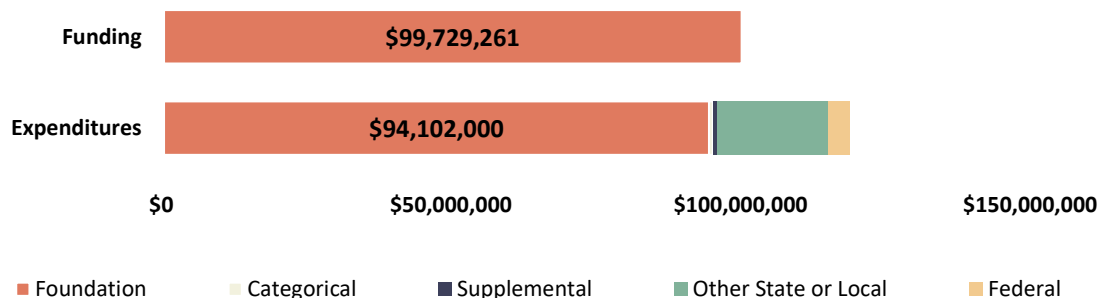 Funding
$99,729,261
Expenditures
$94,102,000
$0 $50,000,000 $100,000,000 $150,000,000
Foundation Categorical Supplemental Other State or Local Federal